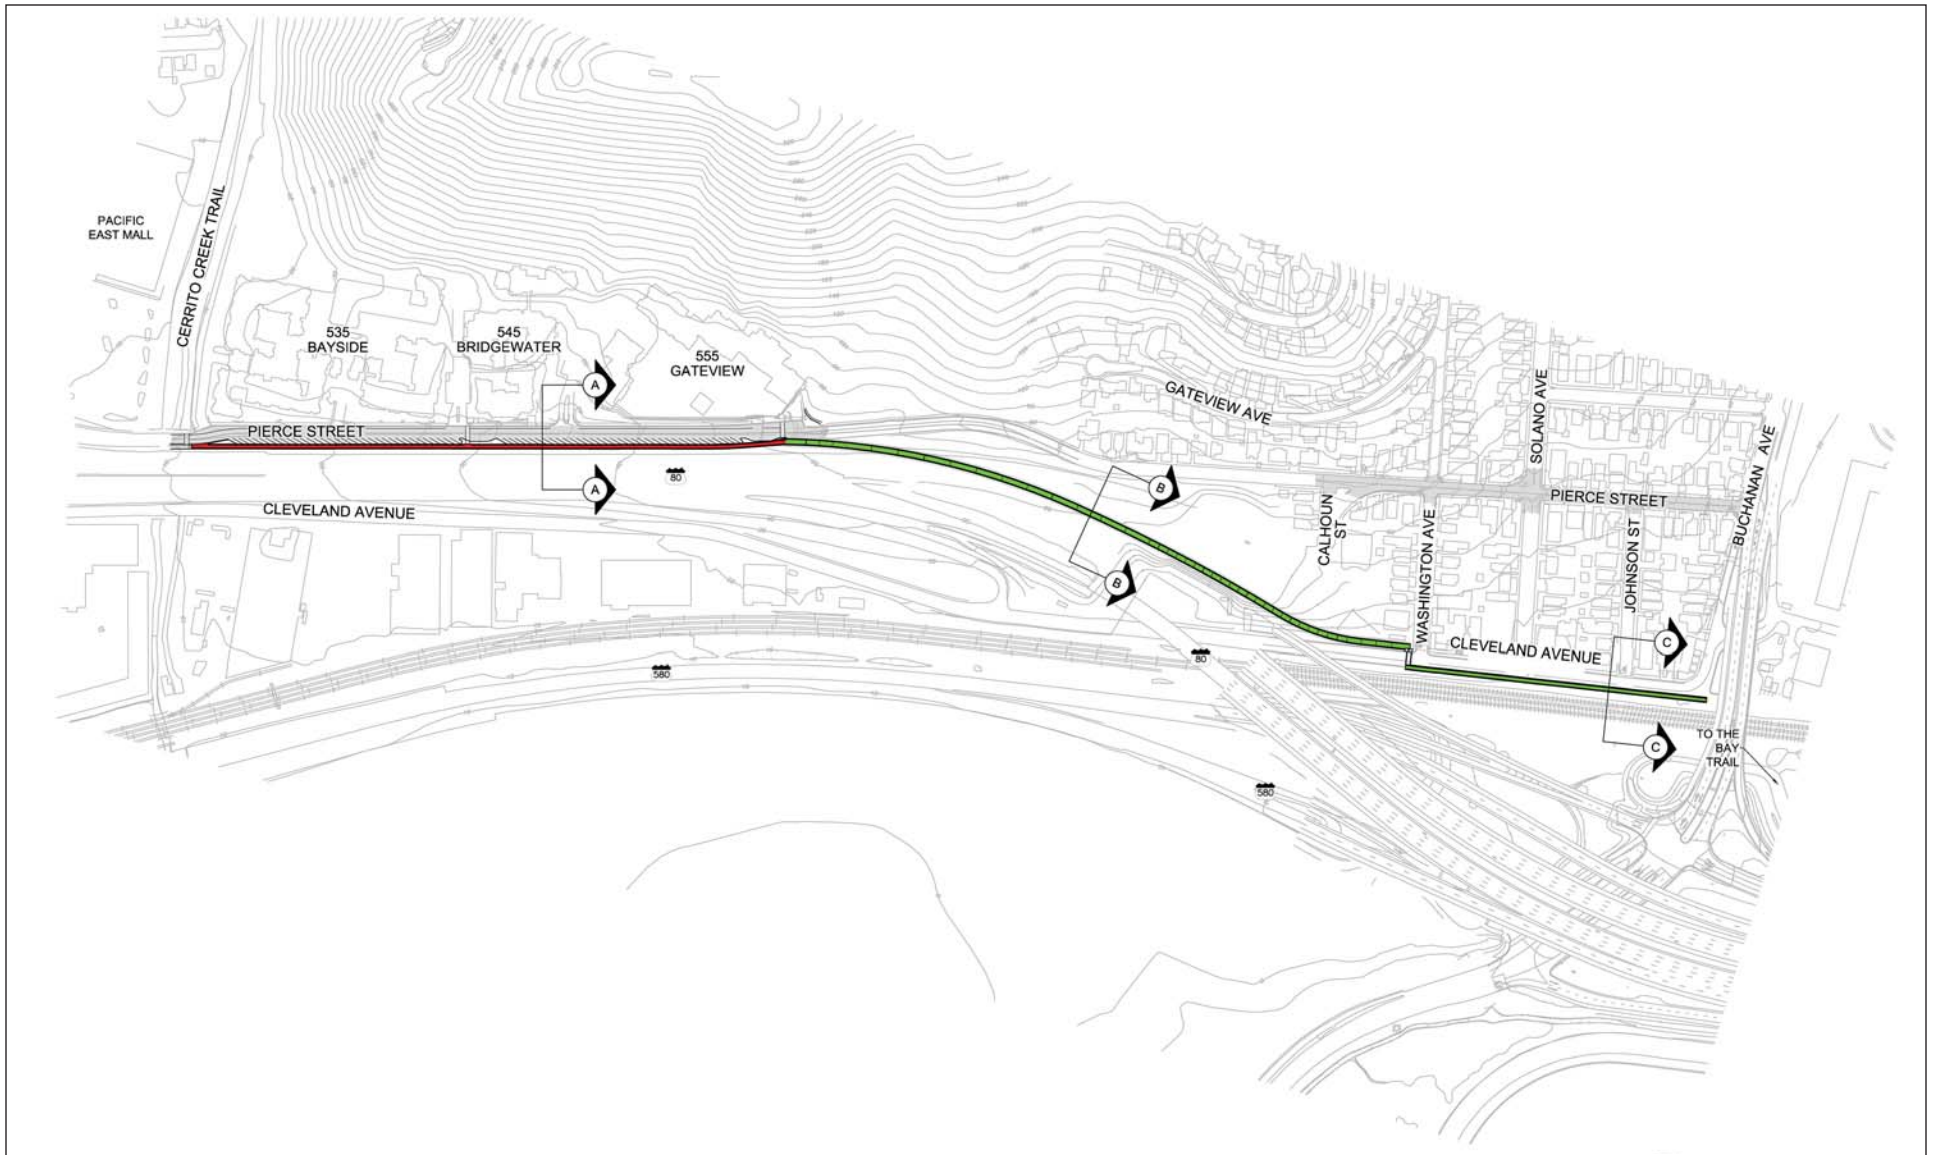 PACIFIC
EAST MALL
CERRITO CREEK TRAIL
535
BAYSIDE
545
BRIDGEWATER
555
GATEVIEW
A
PIERCE STREET
A
80
CLEVELAND AVENUE
580
GATEVIEW AVE
B
B
80
580
CALHOUN
ST
WASHINGTON AVE
SOLANO AVE
PIERCE STREET
JOHNSON ST
BUCHANAN AVE
CLEVELAND AVENUE
C
C
TO THE
BAY
TRAIL